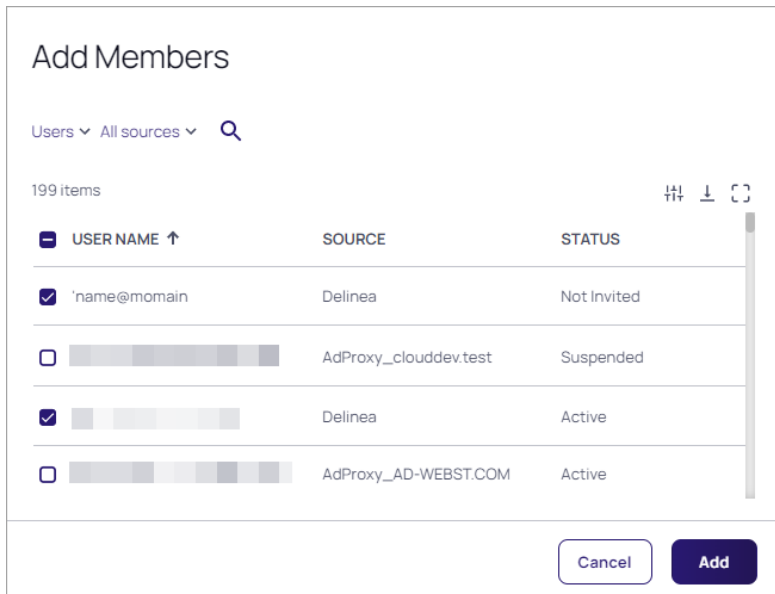 Add Members
Users All sources
199 items
USER NAME SOURCE STATUS
'name@momain Delinea Not Invited
AdProxy_clouddev.test Suspended
Delinea Active
AdProxy_AD-WEBST.COM Active
Cancel Add